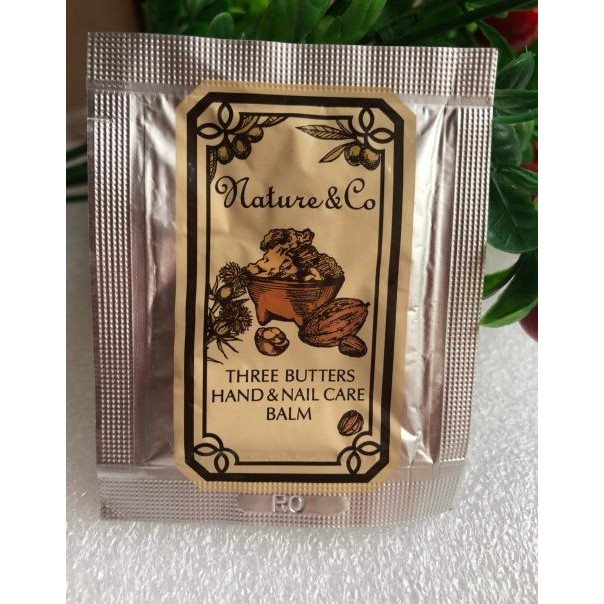 Nature & Co
THREE BUTTERS
HAND & NAIL CARE
BALM
RO